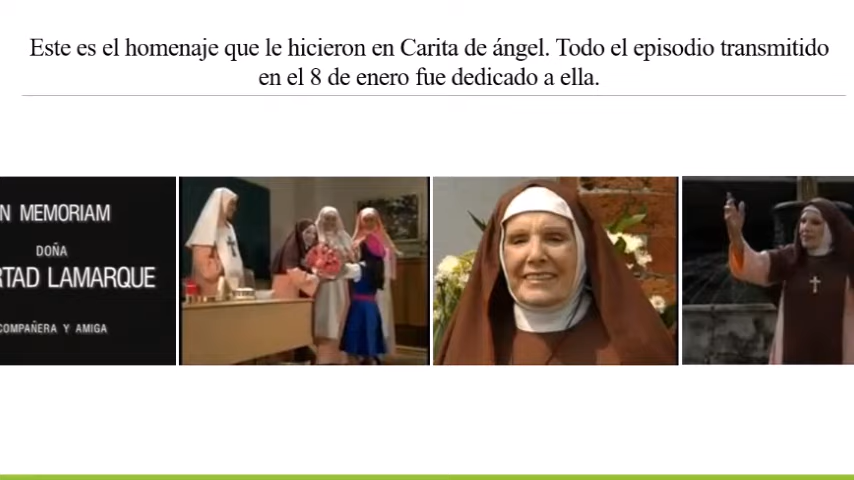 Este es el homenaje que le hicieron en Carita de ángel. Todo el episodio transmitido
en el 8 de enero fue dedicado a ella.
N MEMORIAM
DOÑA
RTAD LAMARQUE
COMPAÑERA Y AMIGA